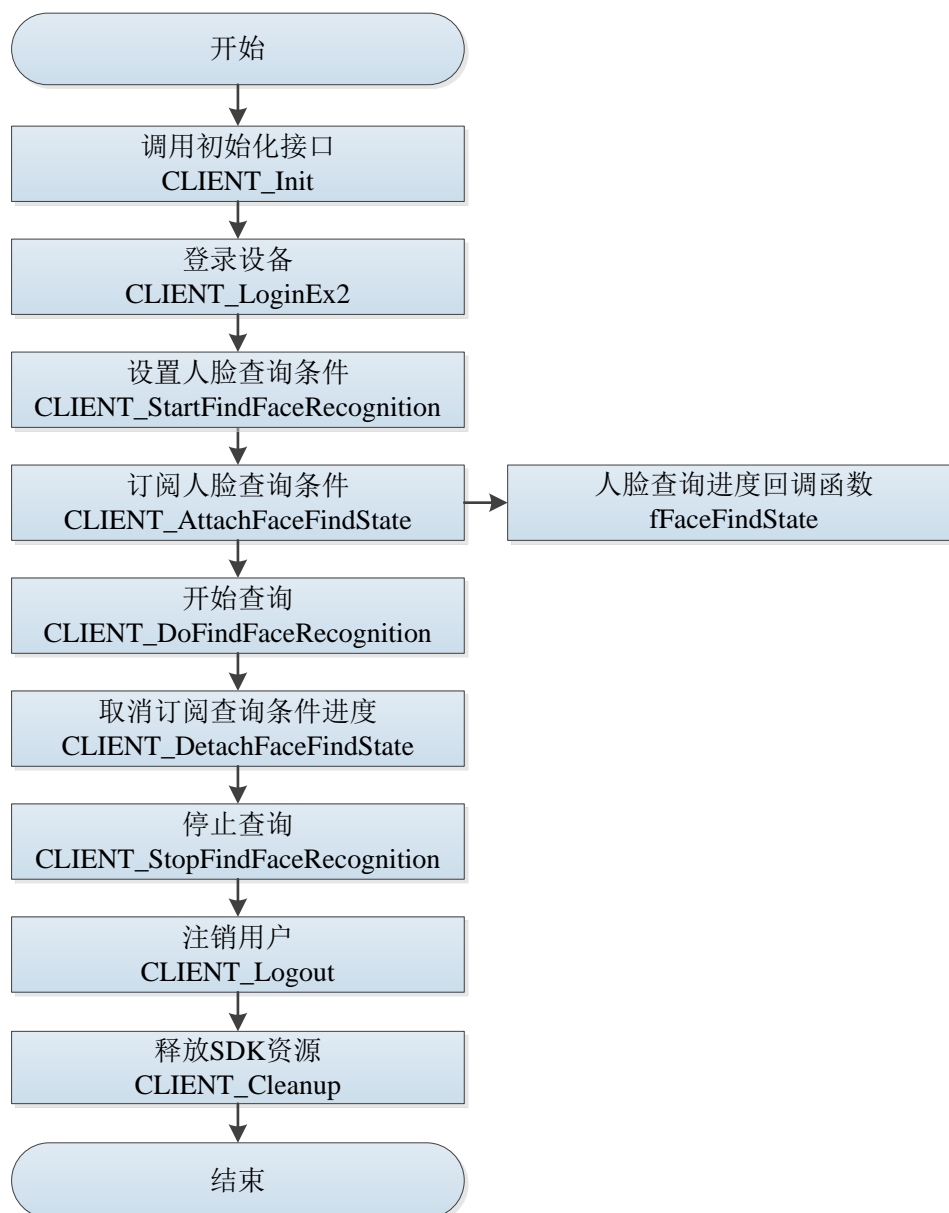 开始
调用初始化接口
CLIENT_Init
登录设备
CLIENT_LoginEx2
设置人脸查询条件
CLIENT_StartFindFaceRecognition
订阅人脸查询条件
CLIENT_AttachFaceFindState
人脸查询进度回调函数
fFaceFindState
开始查询
CLIENT_DoFindFaceRecognition
取消订阅查询条件进度
CLIENT_DetachFaceFindState
停止查询
CLIENT_StopFindFaceRecognition
注销用户
CLIENT_Logout
释放SDK资源
CLIENT_Cleanup
结束